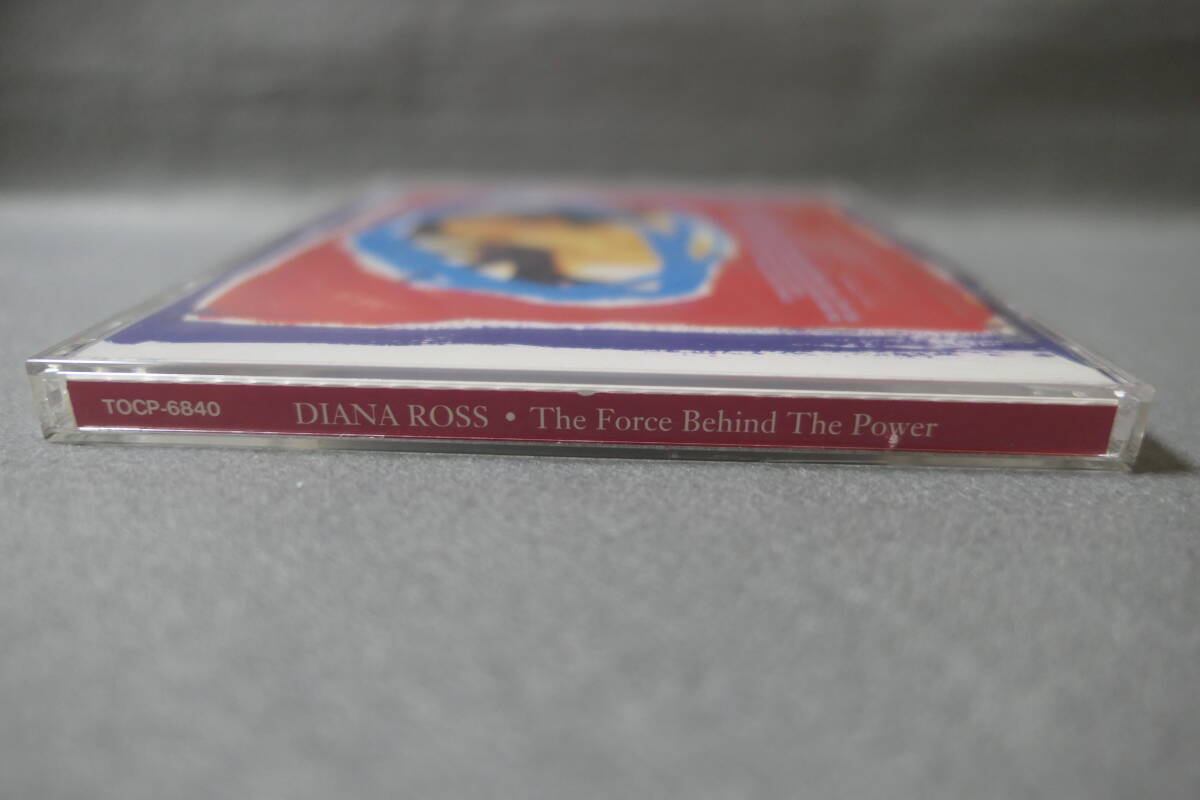 TOCP-6840 DIANA ROSS • The Force Behind The Power